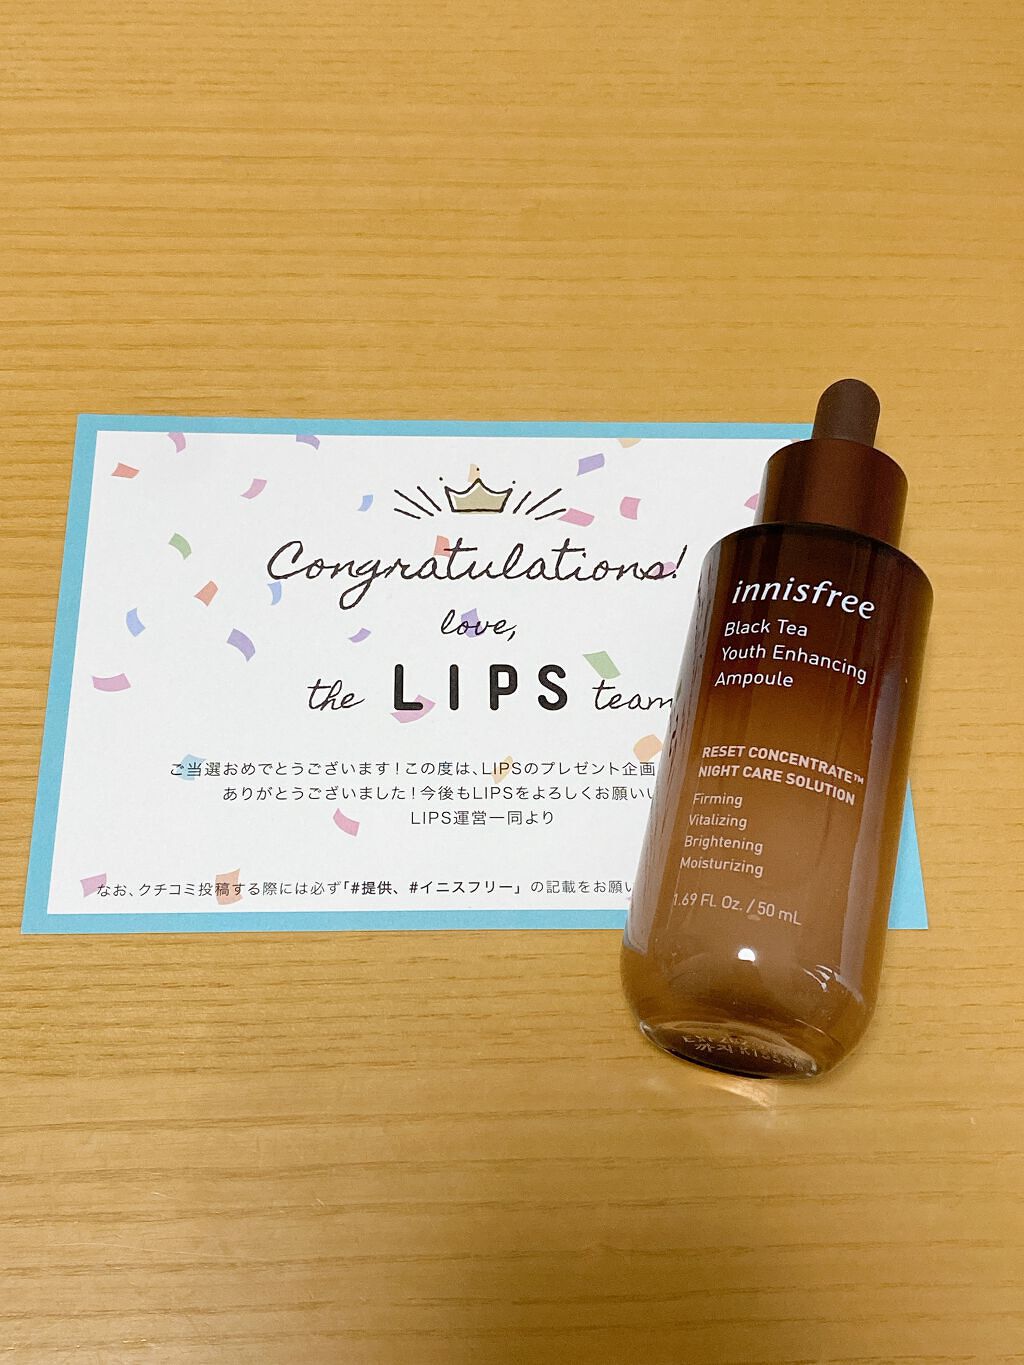 Congratulations!
love,
the LIPS team
ご当選おめでとうございます！この度は、LIPSのプレゼント企画
ありがとうございました！今後もLIPSをよろしくお願い
LIPS運営一同より
なお、クチコミ投稿する際には必ず「#提供、#イニスフリー」の記載をお願い
innisfree
Black Tea
Youth Enhancing
Ampoule
RESET CONCENTRATE™
NIGHT CARE SOLUTION
Firming
Vitalizing
Brightening
Moisturizing
1.69 FL. Oz. / 50 mL